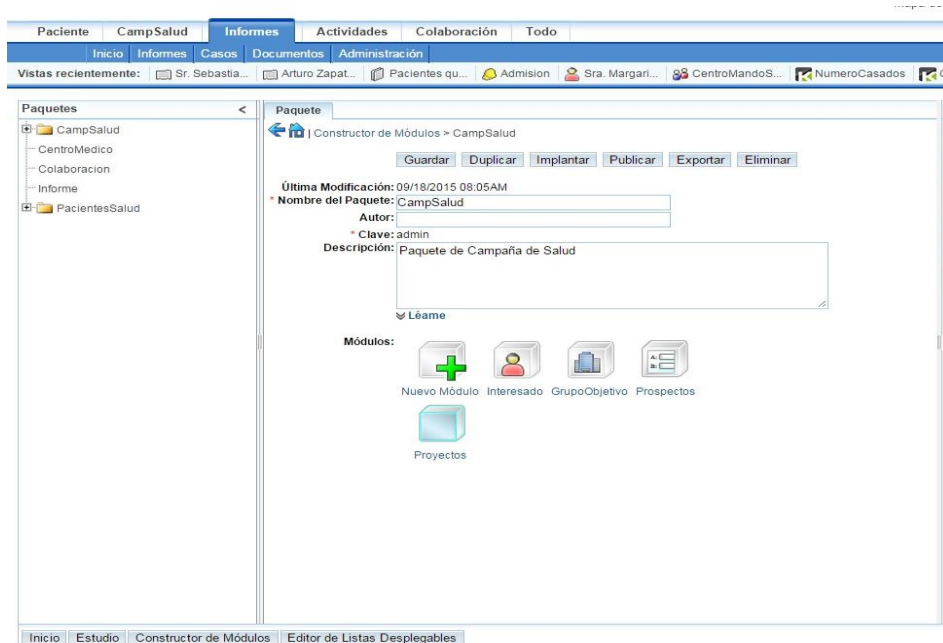 Paciente CampSalud Informes Actividades Colaboración Todo
Inicio Informes Casos Documentos Administración
Vistas recientemente: Sr. Sebastia... Arturo Zapat... Pacientes qu... Admision Sra. Margari... CentroMandoS... NumeroCasados
Paquetes <
CampSalud
CentroMedico
Colaboracion
Informe
PacientesSalud
Paquete
| Constructor de Módulos > CampSalud
Guardar Duplicar Implantar Publicar Exportar Eliminar
Última Modificación: 09/18/2015 08:05AM
* Nombre del Paquete: CampSalud
Autor:
* Clave: admin
Descripción: Paquete de Campaña de Salud
Léame
Módulos:
Nuevo Módulo Interesado GrupoObjetivo Prospectos
Proyectos
Inicio Estudio Constructor de Módulos Editor de Listas Desplegables